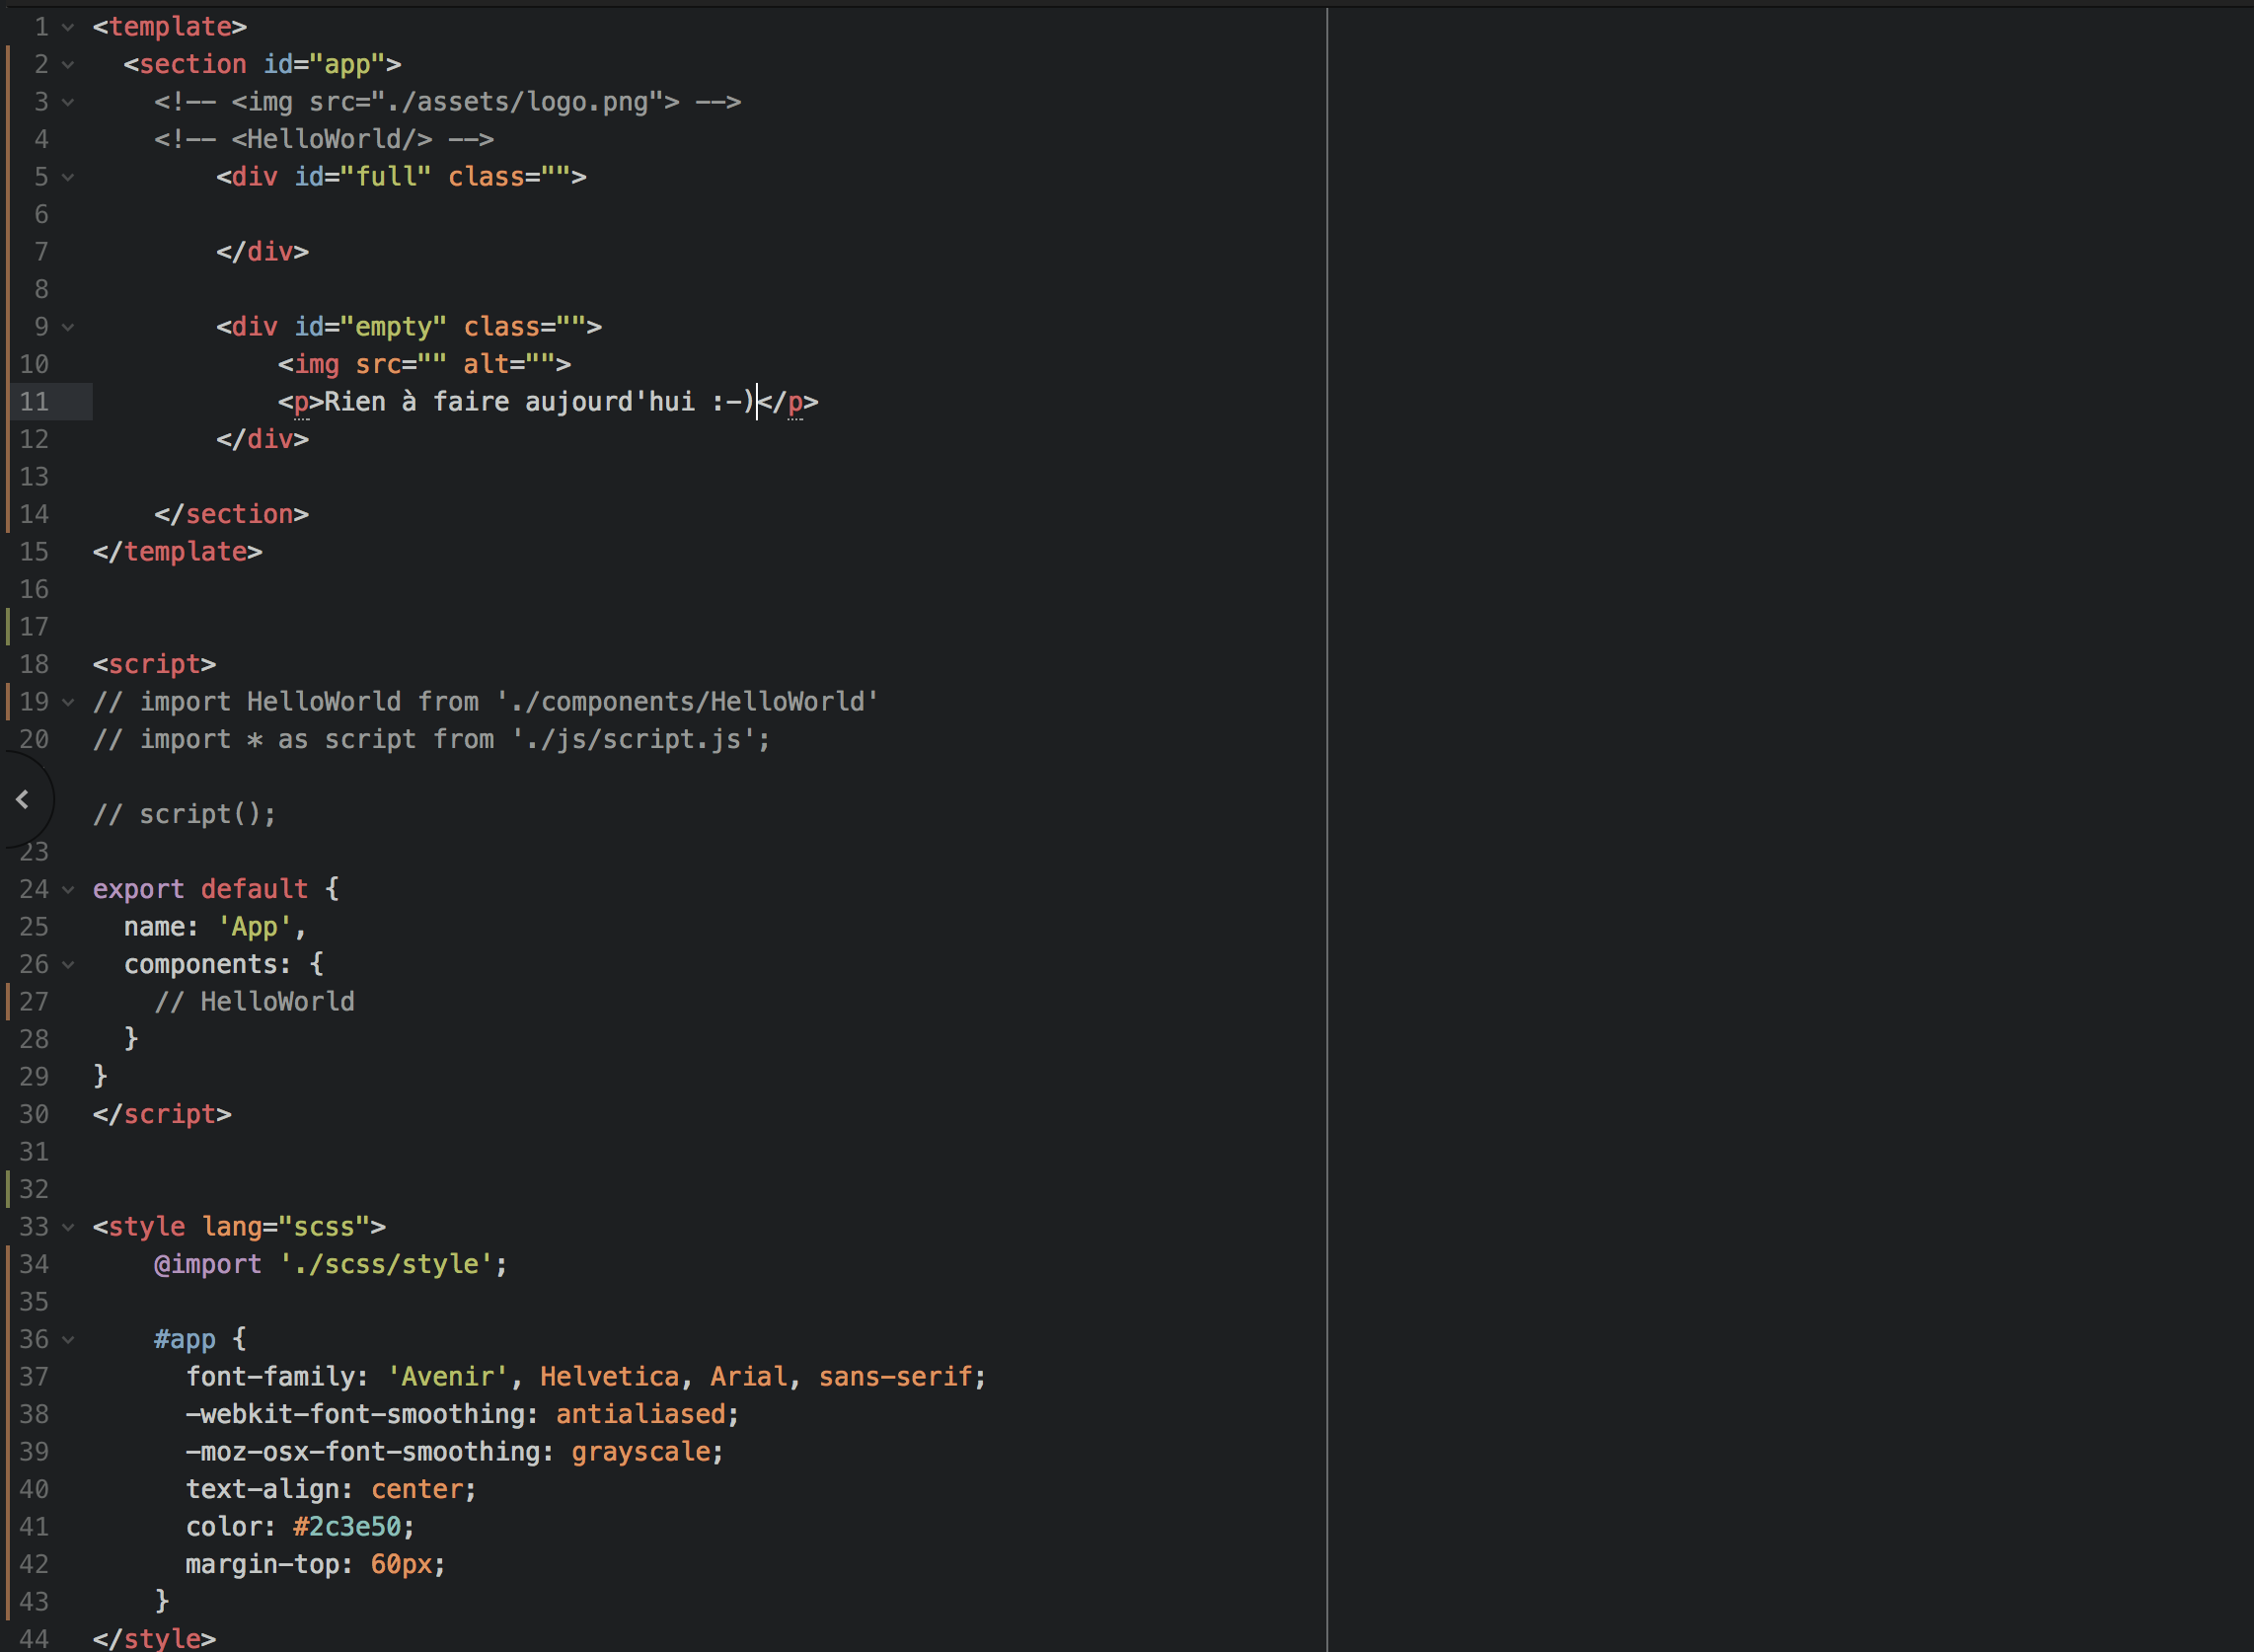 1 <template>
2 <section id="app">
3 <!-- <img src="./assets/logo.png"> -->
4 <!-- <HelloWorld/> -->
5 <div id="full" class="">
6
7 </div>
8
9 <div id="empty" class="">
10 <img src="" alt="">
11 <p>Rien à faire aujourd'hui :-)</p>
12 </div>
13
14 </section>
15 </template>
16
17
18 <script>
19 // import HelloWorld from './components/HelloWorld'
20 // import * as script from './js/script.js';
// script();
23
24 export default {
25 name: 'App',
26 components: {
27 // HelloWorld
28 }
29 }
30 </script>
31
32
33 <style lang="scss">
34 @import './scss/style';
35
36 #app {
37 font-family: 'Avenir', Helvetica, Arial, sans-serif;
38 -webkit-font-smoothing: antialiased;
39 -moz-osx-font-smoothing: grayscale;
40 text-align: center;
41 color: #2c3e50;
42 margin-top: 60px;
43 }
44 </style>